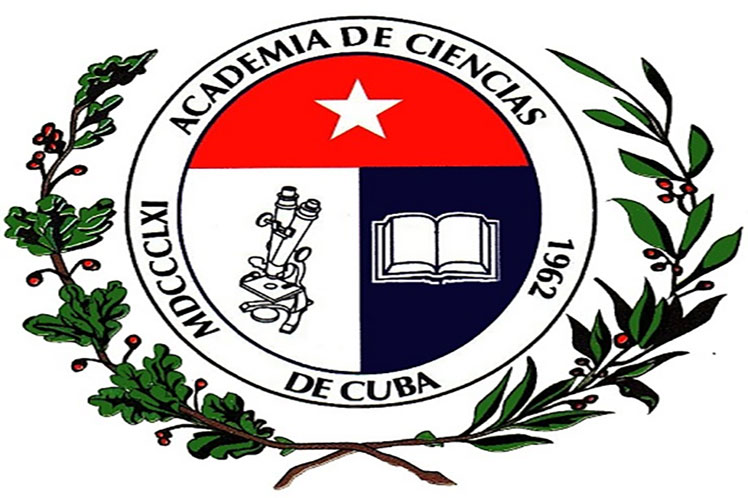 ACADEMIA DE CIENCIAS
DE CUBA
MDCCCLXI
1962